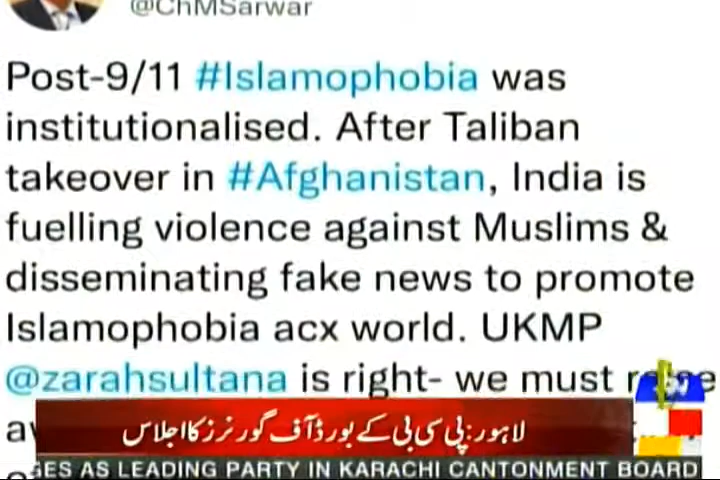 @ChMSarwar
Post-9/11 #Islamophobia was
institutionalised. After Taliban
takeover in #Afghanistan, India is
fuelling violence against Muslims &
disseminating fake news to promote
Islamophobia acx world. UKMP
@zarahsultana is right- we must
لاہور: پی سی بی کے بورڈ آف گورنرز کا اجلاس
GES AS LEADING PARTY IN KARACHI CANTONMENT BOARD